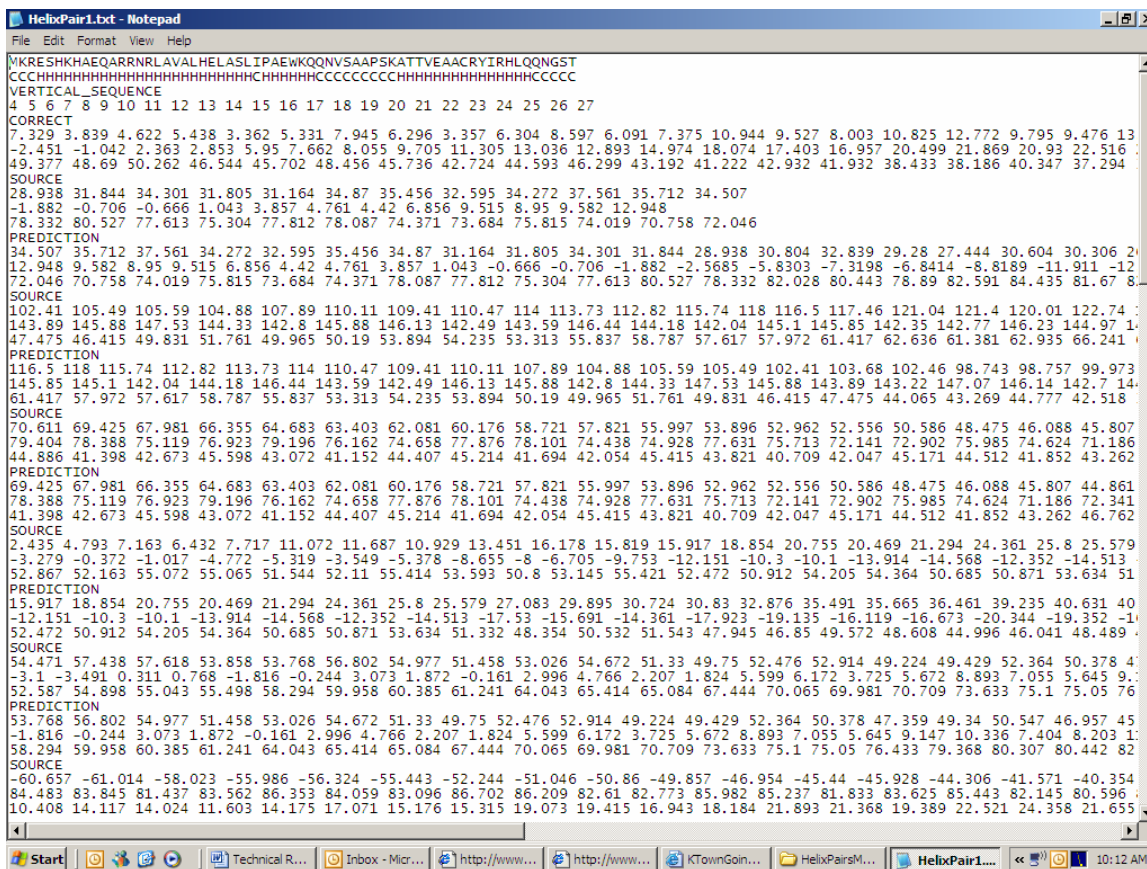 HelixPair1.txt - Notepad
File Edit Format View Help
MKRESHKHAEQARRNRLAVALHELASLIPAEWKQQNVSAAPSKATTVEAACRYIRHLQQNGST
CCCHHHHHHHHHHHHHHHHHHHHHHHHCHHHHHHCCCCCCCCCHHHHHHHHHHHHHHHCCCCC
VERTICAL_SEQUENCE
4 5 6 7 8 9 10 11 12 13 14 15 16 17 18 19 20 21 22 23 24 25 26 27
CORRECT
7.329 3.839 4.622 5.438 3.362 5.331 7.945 6.296 3.357 6.304 8.597 6.091 7.375 10.944 9.527 8.003 10.825 12.772 9.795 9.476 13
-2.451 -1.042 2.363 2.853 5.95 7.662 8.055 9.705 11.305 13.036 12.893 14.974 18.074 17.403 16.957 20.499 21.869 20.93 22.516
49.377 48.69 50.262 46.544 45.702 48.456 45.736 42.724 44.593 46.299 43.192 41.222 42.932 41.932 38.433 38.186 40.347 37.294
SOURCE
28.938 31.844 34.301 31.805 31.164 34.87 35.456 32.595 34.272 37.561 35.712 34.507
-1.882 -0.706 -0.666 1.043 3.857 4.761 4.42 6.856 9.515 8.95 9.582 12.948
78.332 80.527 77.613 75.304 77.812 78.087 74.371 73.684 75.815 74.019 70.758 72.046
PREDICTION
34.507 35.712 37.561 34.272 32.595 35.456 34.87 31.164 31.805 34.301 31.844 28.938 30.804 32.839 29.28 27.444 30.604 30.306
12.948 9.582 8.95 9.515 6.856 4.42 4.761 3.857 1.043 -0.666 -0.706 -1.882 -2.5685 -5.8303 -7.3198 -6.8414 -8.8189 -11.911 -12
72.046 70.758 74.019 75.815 73.684 74.371 78.087 77.812 75.304 77.613 80.527 78.332 82.028 80.443 78.89 82.591 84.435 81.67
SOURCE
102.41 105.49 105.59 104.88 107.89 110.11 109.41 110.47 114 113.73 112.82 115.74 118 116.5 117.46 121.04 121.4 120.01 122.74
143.89 145.88 147.53 144.33 142.8 145.88 146.13 142.49 143.59 146.44 144.18 142.04 145.1 145.85 142.35 142.77 146.23 144.97
47.475 46.415 49.831 51.761 49.965 50.19 53.894 54.235 53.313 55.837 58.787 57.617 57.972 61.417 62.636 61.381 62.935 66.241
PREDICTION
116.5 118 115.74 112.82 113.73 114 110.47 109.41 110.11 107.89 104.88 105.59 105.49 102.41 103.68 102.46 98.743 98.757 99.973
145.85 145.1 142.04 144.18 146.44 143.59 142.49 146.13 145.88 142.8 144.33 147.53 145.88 143.89 143.22 147.07 146.14 142.7
61.417 57.972 57.617 58.787 55.837 53.313 54.235 53.894 50.19 49.965 51.761 49.831 46.415 47.475 44.065 43.269 44.777 42.518
SOURCE
70.611 69.425 67.981 66.355 64.683 63.403 62.081 60.176 58.721 57.821 55.997 53.896 52.962 52.556 50.586 48.475 46.088 45.807
79.404 78.388 75.119 76.923 79.196 76.162 74.658 77.876 78.101 74.438 74.928 77.631 75.713 72.141 72.902 75.985 74.624 71.186
44.886 41.398 42.673 45.598 43.072 41.152 44.407 45.214 41.694 42.054 45.415 43.821 40.709 42.047 45.171 44.512 41.852 43.262
PREDICTION
69.425 67.981 66.355 64.683 63.403 62.081 60.176 58.721 57.821 55.997 53.896 52.962 52.556 50.586 48.475 46.088 45.807 44.861
78.388 75.119 76.923 79.196 76.162 74.658 77.876 78.101 74.438 74.928 77.631 75.713 72.141 72.902 75.985 74.624 71.186 72.341
41.398 42.673 45.598 43.072 41.152 44.407 45.214 41.694 42.054 45.415 43.821 40.709 42.047 45.171 44.512 41.852 43.262 46.762
SOURCE
2.435 4.793 7.163 6.432 7.717 11.072 11.687 10.929 13.451 16.178 15.819 15.917 18.854 20.755 20.469 21.294 24.361 25.8 25.579
-3.279 -0.372 -1.017 -4.772 -5.319 -3.549 -5.378 -8.655 -8 -6.705 -9.753 -12.151 -10.3 -10.1 -13.914 -14.568 -12.352 -14.513
52.867 52.163 55.072 55.065 51.544 52.11 55.414 53.593 50.8 53.145 55.421 52.472 50.912 54.205 54.364 50.685 50.871 53.634 51
PREDICTION
15.917 18.854 20.755 20.469 21.294 24.361 25.8 25.579 27.083 29.895 30.724 30.83 32.876 35.491 35.665 36.461 39.235 40.631 40
-12.151 -10.3 -10.1 -13.914 -14.568 -12.352 -14.513 -17.53 -15.691 -14.361 -17.923 -19.135 -16.119 -16.673 -20.344 -19.352
52.472 50.912 54.205 54.364 50.685 50.871 53.634 51.332 48.354 50.532 51.543 47.945 46.85 49.572 48.608 44.996 46.041 48.489
SOURCE
54.471 57.438 57.618 53.858 53.768 56.802 54.977 51.458 53.026 54.672 51.33 49.75 52.476 52.914 49.224 49.429 52.364 50.378
-3.1 -3.491 0.311 0.768 -1.816 -0.244 3.073 1.872 -0.161 2.996 4.766 2.207 1.824 5.599 6.172 3.725 5.672 8.893 7.055 5.645 9.
52.587 54.898 55.043 55.498 58.294 59.958 60.385 61.241 64.043 65.414 65.084 67.444 70.065 69.981 70.709 73.633 75.1 75.05 76
PREDICTION
53.768 56.802 54.977 51.458 53.026 54.672 51.33 49.75 52.476 52.914 49.224 49.429 52.364 50.378 47.359 49.34 50.547 46.957 45
-1.816 -0.244 3.073 1.872 -0.161 2.996 4.766 2.207 1.824 5.599 6.172 3.725 5.672 8.893 7.055 5.645 9.147 10.336 7.404 8.203
58.294 59.958 60.385 61.241 64.043 65.414 65.084 67.444 70.065 69.981 70.709 73.633 75.1 75.05 76.433 79.368 80.307 80.442 82
SOURCE
-60.657 -61.014 -58.023 -55.986 -56.324 -55.443 -52.244 -51.046 -50.86 -49.857 -46.954 -45.44 -45.928 -44.306 -41.571 -40.354
84.483 83.845 81.437 83.562 86.353 84.059 83.096 86.702 86.209 82.61 82.773 85.982 85.237 81.833 83.625 85.443 82.145 80.596
10.408 14.117 14.024 11.603 14.175 17.071 15.176 15.315 19.073 19.415 16.943 18.184 21.893 21.368 19.389 22.521 24.358 21.655
Start Technical R... Inbox - Micr... http://www... http://www... KTownGoin... HelixPairsM... HelixPair1.... 10:12 AM